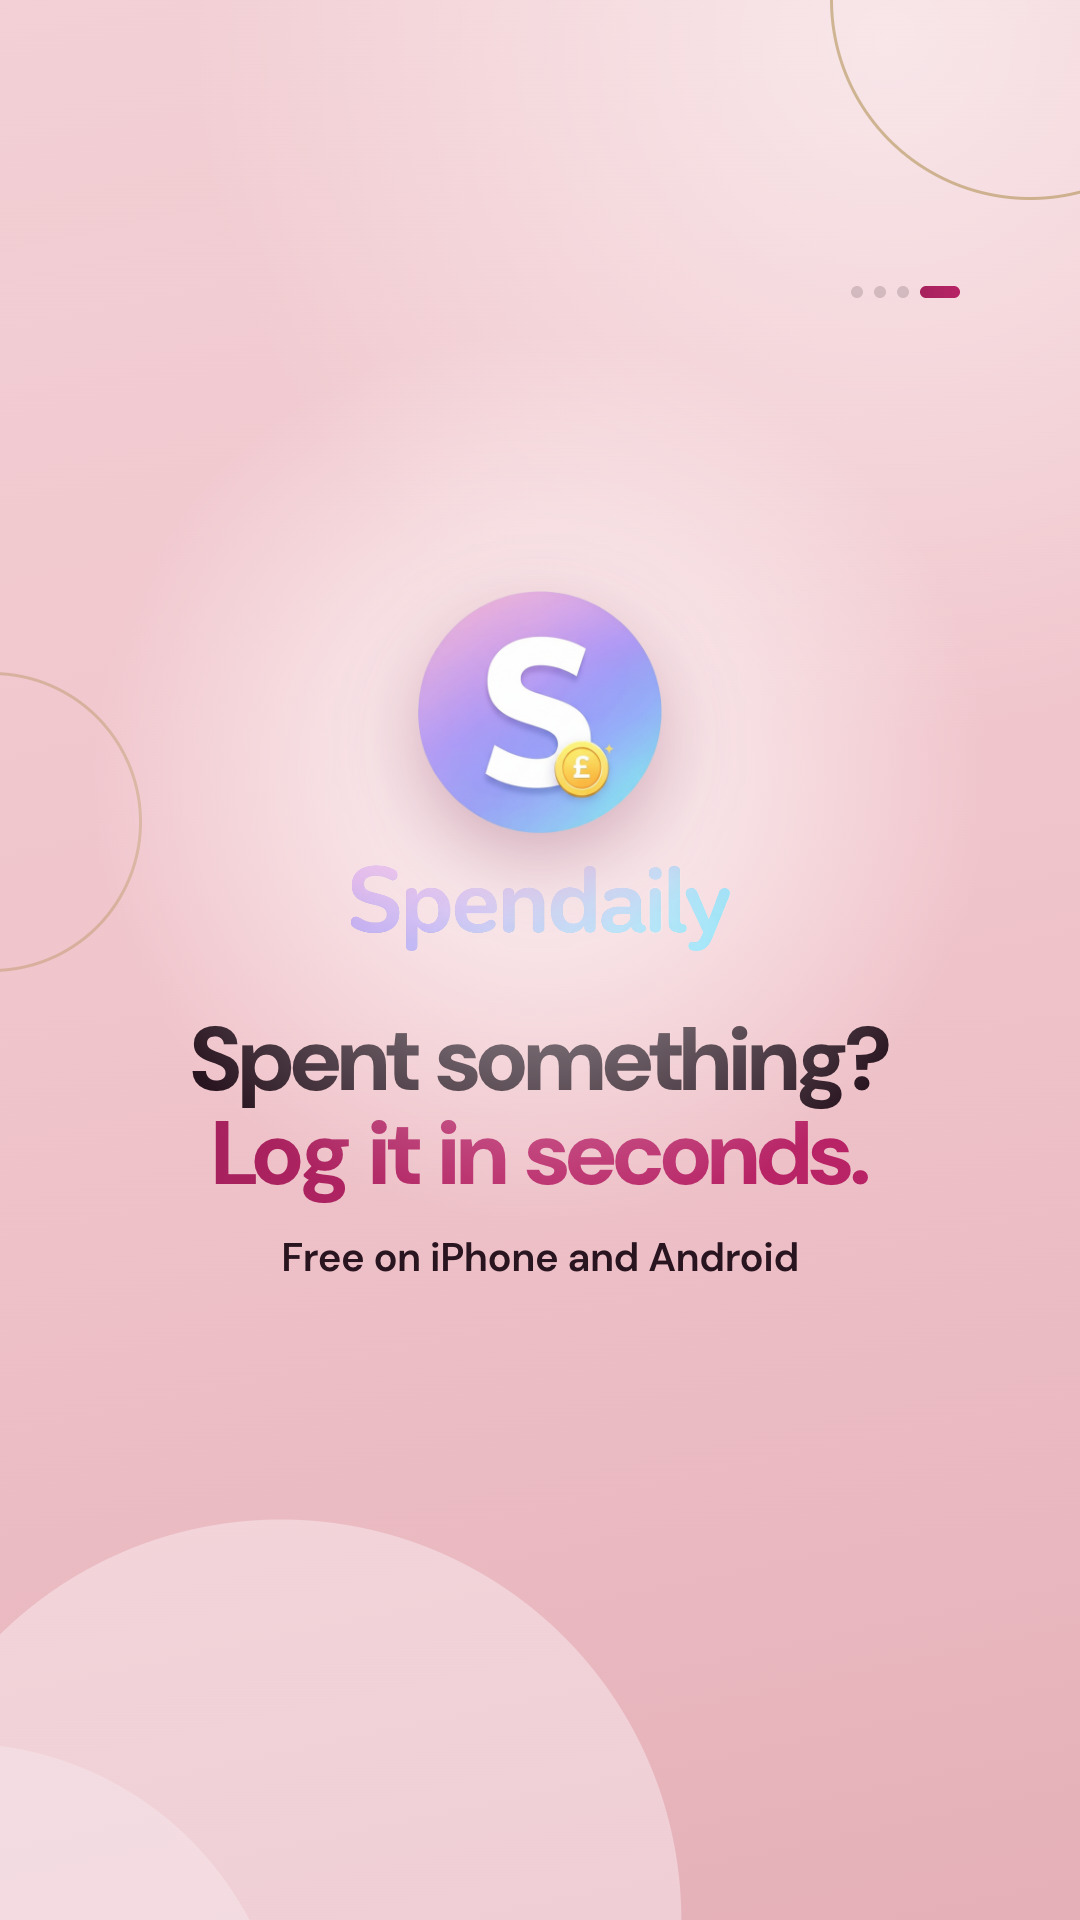 S
£
Spendaily
Spent something?
Log it in seconds.
Free on iPhone and Android